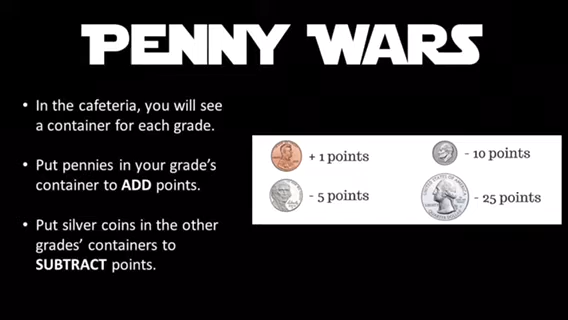 PENNY WARS
• In the cafeteria, you will see
a container for each grade.
• Put pennies in your grade's
container to ADD points.
• Put silver coins in the other
grades' containers to
SUBTRACT points.
+ 1 points
- 10 points
- 5 points
- 25 points